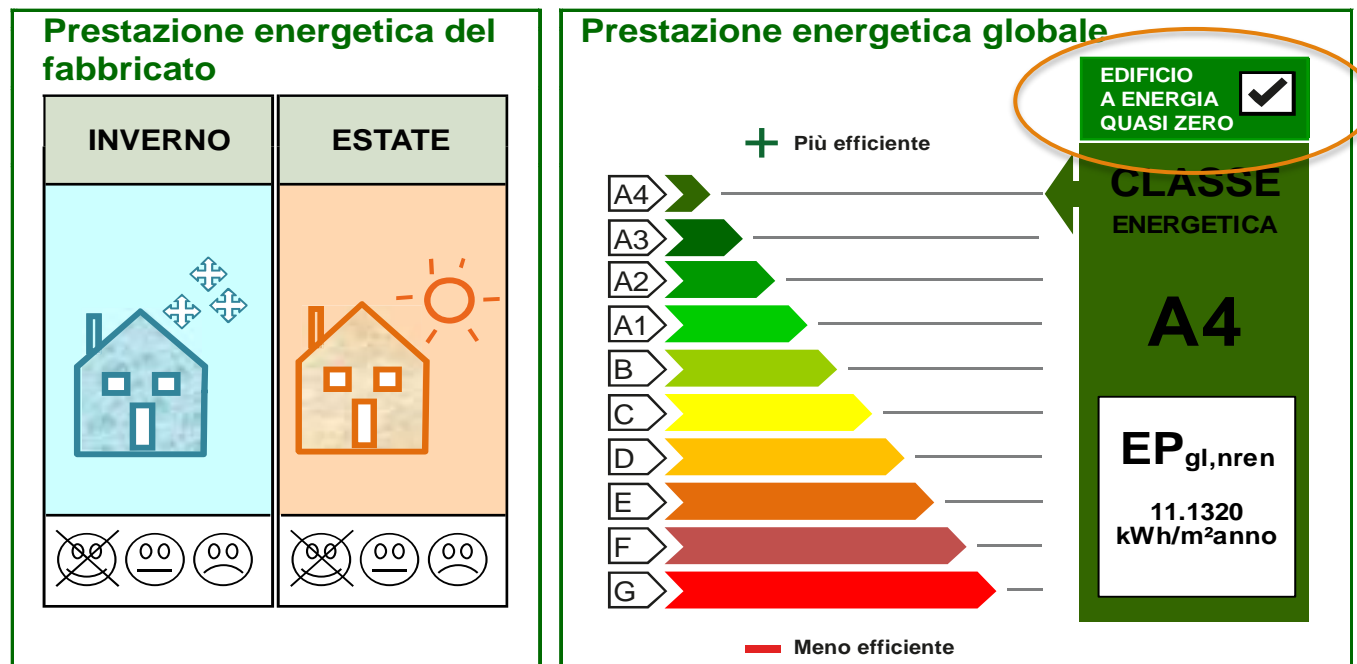 Prestazione energetica del
fabbricato
INVERNO
ESTATE
Prestazione energetica globale
EDIFICIO
A ENERGIA
QUASI ZERO
Più efficiente
A4
A3
A2
A1
B
C
D
E
F
G
Meno efficiente
CLASSE
ENERGETICA
A4
EPgl,nren
11.1320
kWh/m²anno